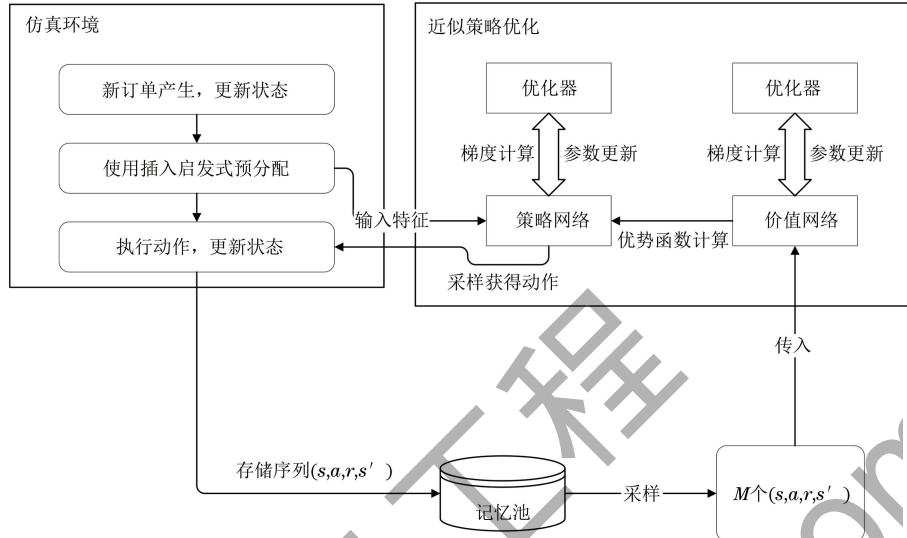 仿真环境
新订单产生，更新状态
使用插入启发式预分配
执行动作，更新状态
近似策略优化
优化器
优化器
梯度计算
参数更新
梯度计算
参数更新
输入特征
策略网络
价值网络
优势函数计算
采样获得动作
传入
存储序列(s,a,r,s′)
记忆池
采样
M个(s,a,r,s′)
工程
com